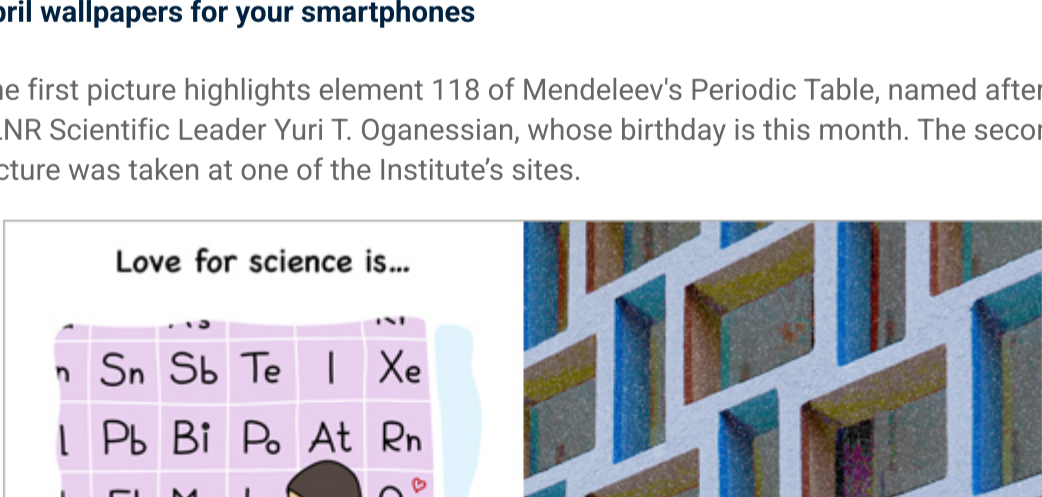 pril wallpapers for your smartphones
e first picture highlights element 118 of Mendeleev's Periodic Table, named after
NR Scientific Leader Yuri T. Oganessian, whose birthday is this month. The secon
cture was taken at one of the Institute’s sites.
Love for science is...
n Sn Sb Te I Xe
l Pb Bi Po At Rn